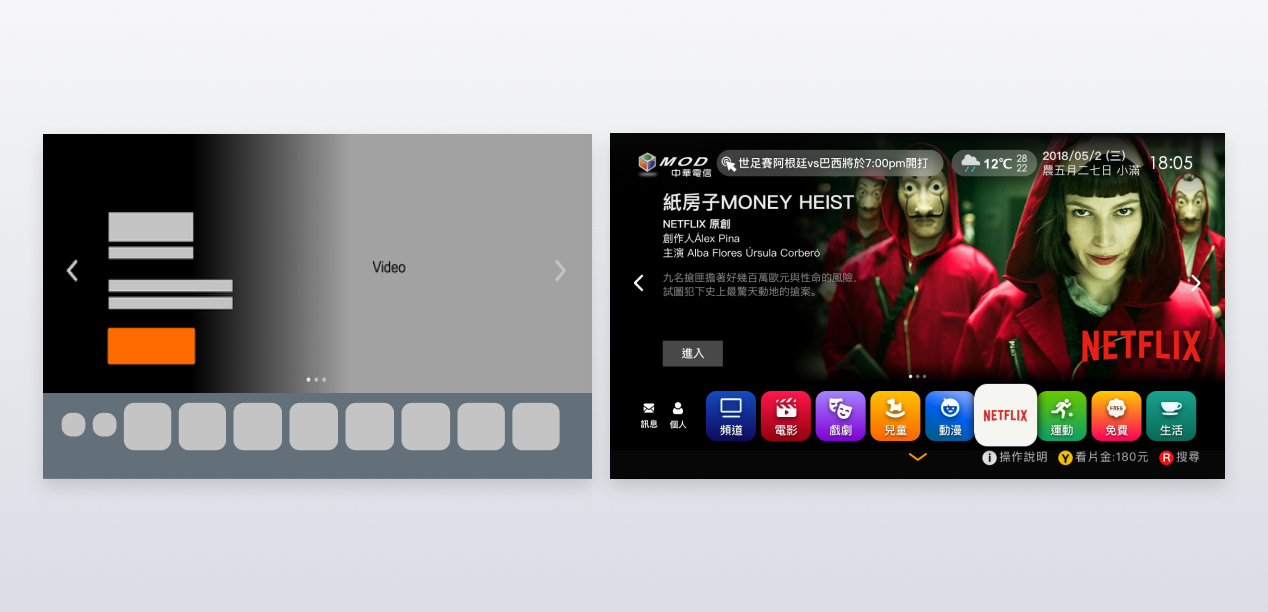 Video
MOD
中華電信
世足賽阿根廷vs巴西將於7:00pm開打
12°C
28
22
2018/05/2 (三)
農五月二七日 小滿
18:05
紙房子MONEY HEIST
NETFLIX 原創
創作人Álex Pina
主演 Alba Flores Úrsula Corberó
九名搶匪擔著好幾百萬歐元與性命的風險,
試圖犯下史上最驚天動地的搶案。
進入
NETFLIX
訊息
個人
頻道
電影
戲劇
兒童
動漫
NETFLIX
運動
FREE
免費
生活
i 操作說明
Y 看片金:180元
R 搜尋